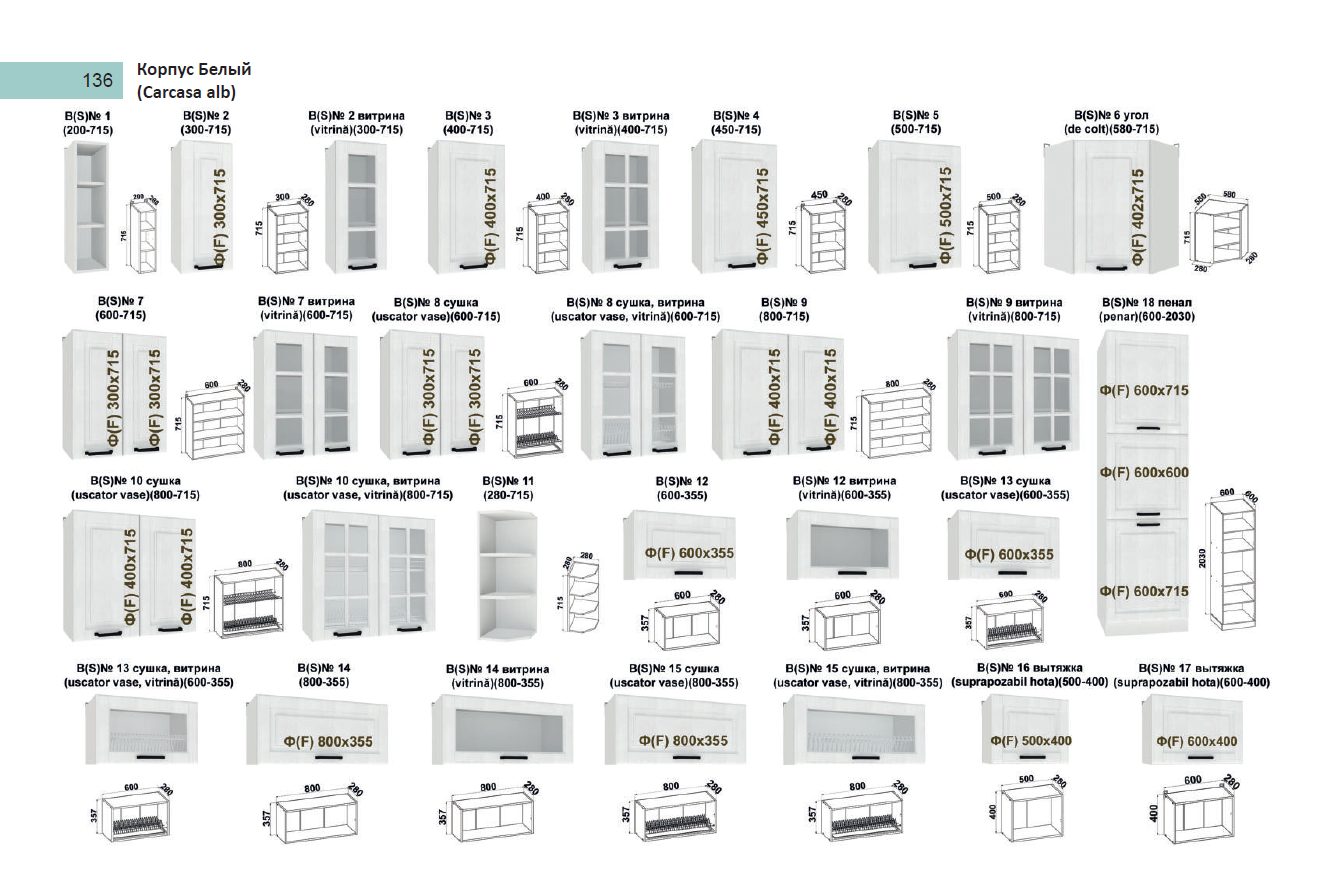 136
Корпус Белый
(Carcasa alb)
В(S)№ 1
(200-715)
В(S)№ 2
(300-715)
В(S)№ 2 витрина
(vitrină)(300-715)
В(S)№ 3
(400-715)
В(S)№ 3 витрина
(vitrină)(400-715)
В(S)№ 4
(450-715)
В(S)№ 5
(500-715)
В(S)№ 6 угол
(de colt)(580-715)
715
Ф(F) 300x715
300
280
715
Ф(F) 400x715
400
280
715
Ф(F) 450x715
450
280
715
Ф(F) 500x715
500
280
715
Ф(F) 402x715
580
580
715
280
280
В(S)№ 7
(600-715)
В(S)№ 7 витрина
(vitrină)(600-715)
В(S)№ 8 сушка
(uscator vase)(600-715)
В(S)№ 8 сушка, витрина
(uscator vase, vitrină)(600-715)
В(S)№ 9
(800-715)
В(S)№ 9 витрина
(vitrină)(800-715)
В(S)№ 18 пенал
(penar)(600-2030)
Ф(F) 300x715
Ф(F) 300x715
600
280
715
Ф(F) 300x715
Ф(F) 300x715
600
280
715
Ф(F) 400x715
Ф(F) 400x715
800
280
715
Ф(F) 600x715
Ф(F) 600x600
Ф(F) 600x715
600
600
2030
В(S)№ 10 сушка
(uscator vase)(800-715)
В(S)№ 10 сушка, витрина
(uscator vase, vitrină)(800-715)
В(S)№ 11
(280-715)
В(S)№ 12
(600-355)
В(S)№ 12 витрина
(vitrină)(600-355)
В(S)№ 13 сушка
(uscator vase)(600-355)
Ф(F) 400x715
Ф(F) 400x715
800
280
715
280
280
715
Ф(F) 600x355
600
280
357
600
280
357
Ф(F) 600x355
600
280
357
В(S)№ 13 сушка, витрина
(uscator vase, vitrină)(600-355)
В(S)№ 14
(800-355)
В(S)№ 14 витрина
(vitrină)(800-355)
В(S)№ 15 сушка
(uscator vase)(800-355)
В(S)№ 15 сушка, витрина
(uscator vase, vitrină)(800-355)
В(S)№ 16 вытяжка
(suprapozabil hota)(500-400)
В(S)№ 17 вытяжка
(suprapozabil hota)(600-400)
Ф(F) 800x355
Ф(F) 800x355
Ф(F) 500x400
Ф(F) 600x400
600
280
357
800
280
357
800
280
357
800
280
357
800
280
357
500
280
400
600
280
400